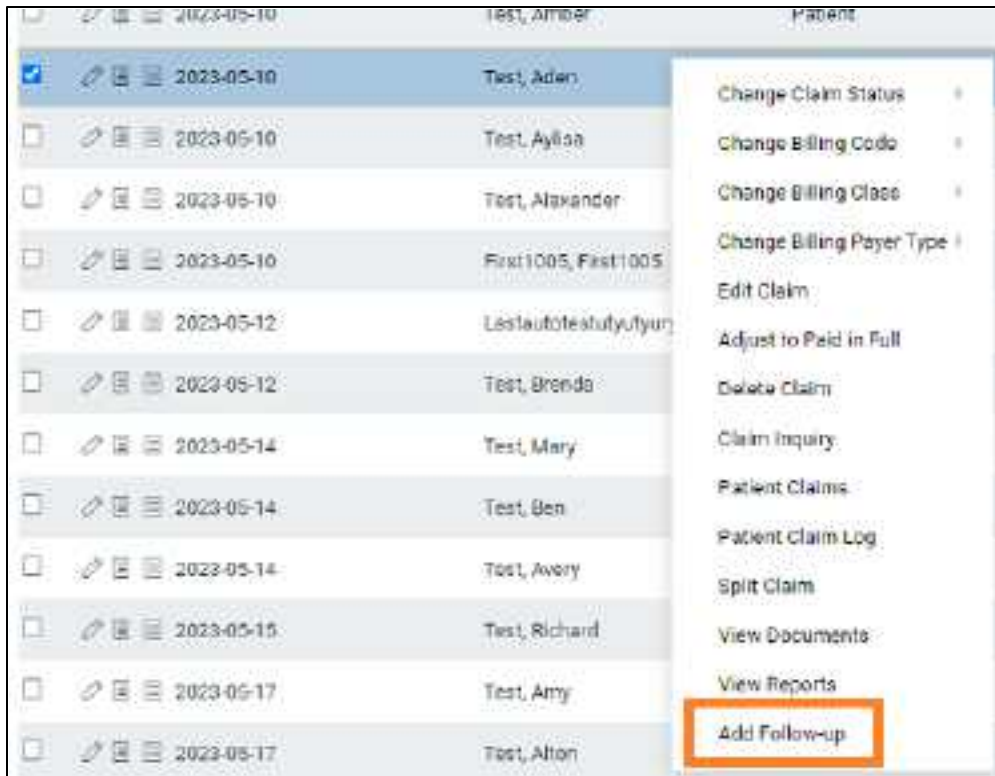 2023-05-10 Test, Amber Patient
2023-05-10 Test, Aden
2023-05-10 Test, Aylisa
2023-05-10 Test, Alaxander
2023-05-10 First1005, First1005
2023-05-12
2023-05-12 Test, Brenda
2023-05-14 Test, Mary
2023-05-14 Test, Ben
2023-05-14 Test, Avery
2023-05-15 Test, Richard
2023-05-17 Test, Amy
2023-05-17 Test, Alton
Change Claim Status
Change Billing Code
Change Billing Class
Change Billing Payer Type
Edit Claim
Adjust to Paid in Full
Delete Claim
Claim Inquiry
Patient Claims
Patient Claim Log
Split Claim
View Documents
View Reports
Add Follow-up